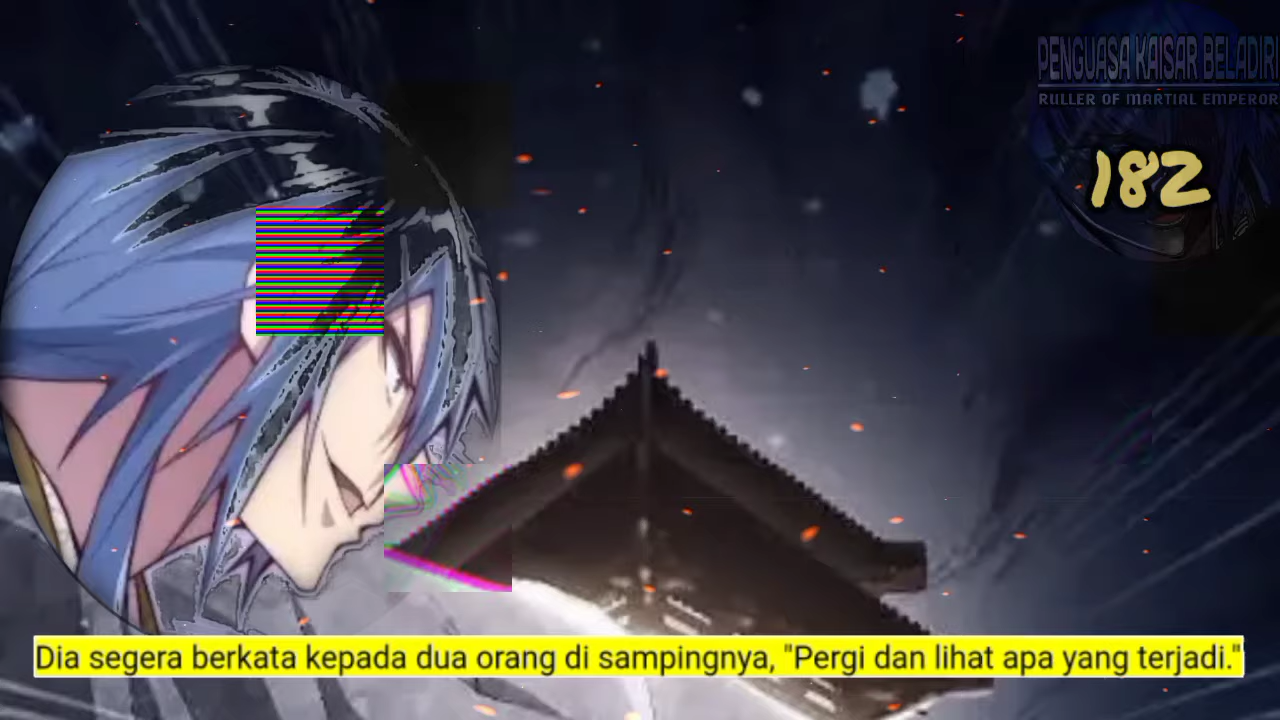 PENGUASA KAISAR BELADIRI
RULLER OF MARTIAL EMPEROR
182
Dia segera berkata kepada dua orang di sampingnya, "Pergi dan lihat apa yang terjadi."